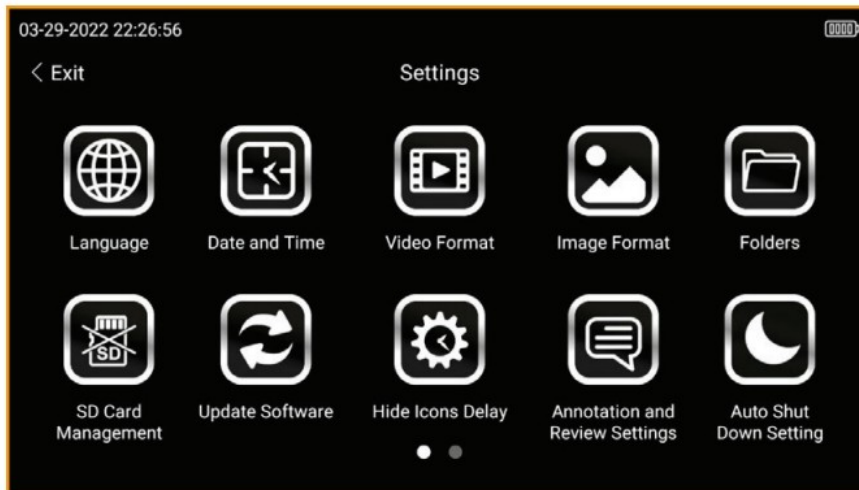 03-29-2022 22:26:56
< Exit
Settings
Language
Date and Time
Video Format
Image Format
Folders
SD
SD Card
Management
Update Software
Hide Icons Delay
Annotation and
Review Settings
Auto Shut
Down Setting